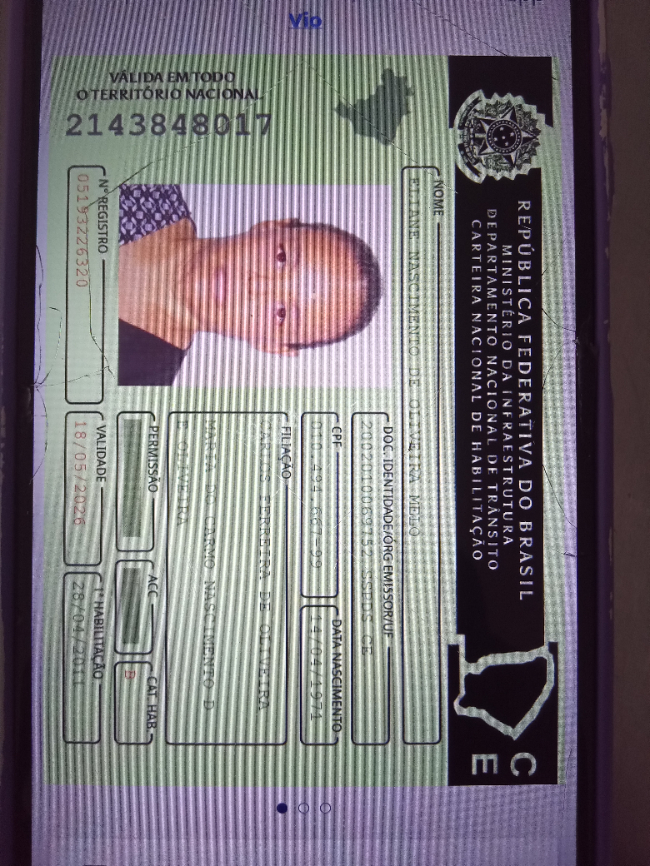 Vio
REPÚBLICA FEDERATIVA DO BRASIL
MINISTÉRIO DA INFRAESTRUTURA
DEPARTAMENTO NACIONAL DE TRÂNSITO
CARTEIRA NACIONAL DE HABILITAÇÃO
CE
VÁLIDA EM TODO
O TERRITÓRIO NACIONAL
2143848017
NOME
ELIANE NASCIMENTO DE OLIVEIRA MELO
DOC. IDENTIDADE/ÓRG EMISSOR/UF
2002010069752 SSPDS CE
CPF
010.494.667-99
DATA NASCIMENTO
14/04/1971
FILIAÇÃO
CARLOS FERREIRA DE OLIVEIRA
MARIA DO CARMO NASCIMENTO D
E OLIVEIRA
PERMISSÃO
ACC
CAT. HAB.
B
Nº REGISTRO
05193226320
VALIDADE
18/05/2026
1ª HABILITAÇÃO
28/04/2011